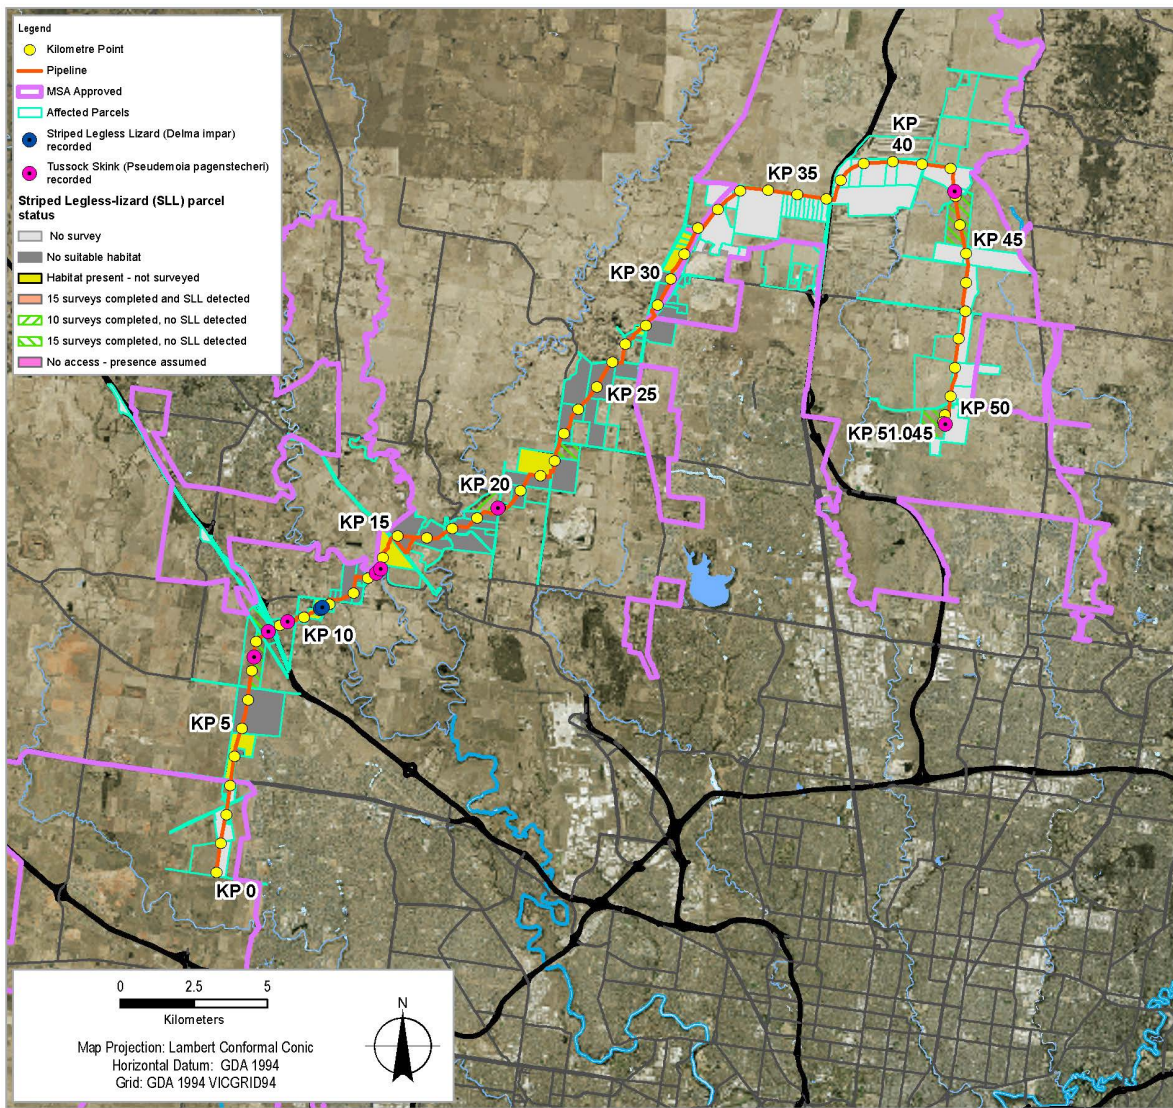 Legend
Kilometre Point
Pipeline
MSA Approved
Affected Parcels
Striped Legless Lizard (Delma impar)
recorded
Tussock Skink (Pseudemoia pagenstecheri)
recorded
Striped Legless-lizard (SLL) parcel
status
No survey
No suitable habitat
Habitat present - not surveyed
15 surveys completed and SLL detected
10 surveys completed, no SLL detected
15 surveys completed, no SLL detected
No access - presence assumed
KP
40
KP 35
KP 45
KP 30
KP 25
KP 50
KP 51.045
KP 20
KP 15
KP 10
KP 5
KP 0
0 2.5 5
Kilometers
N
Map Projection: Lambert Conformal Conic
Horizontal Datum: GDA 1994
Grid: GDA 1994 VICGRID94